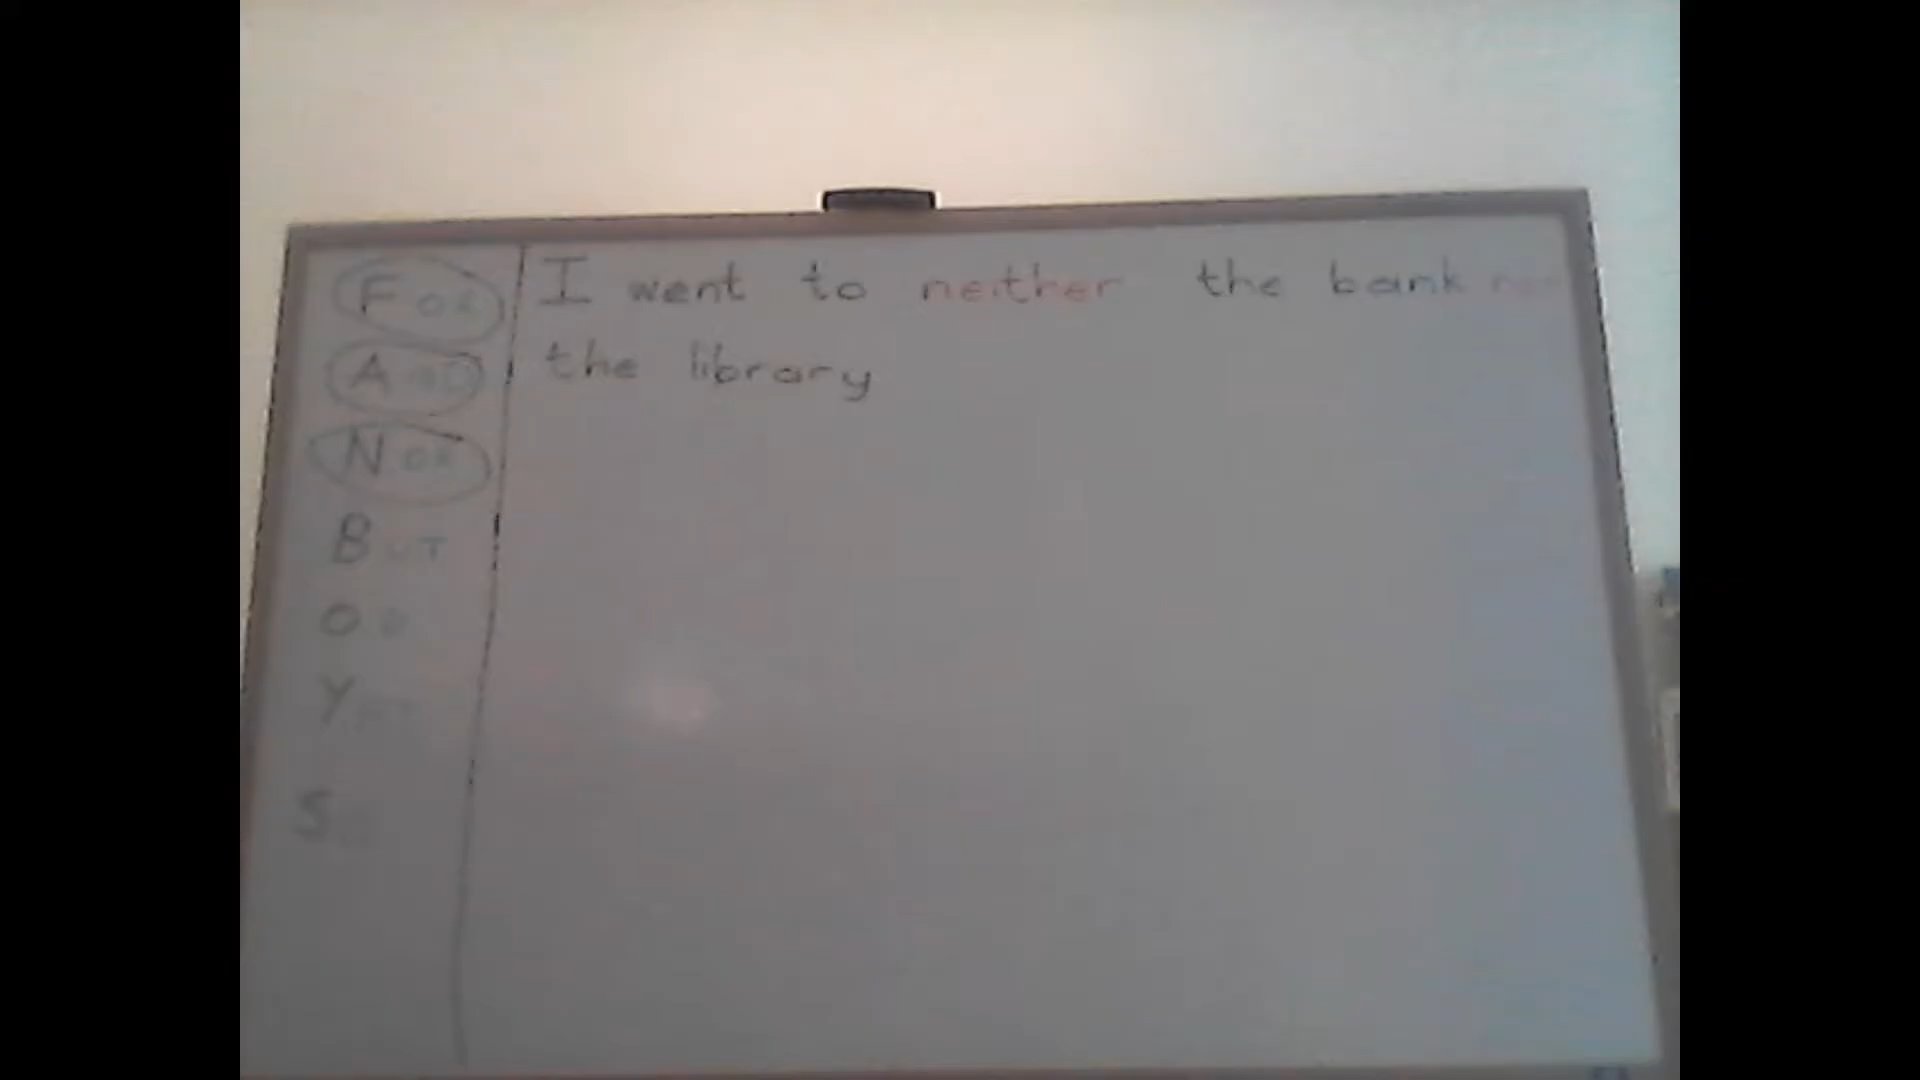 For
And
Nor
But
Or
Yet
So
I went to neither the bank nor
the library